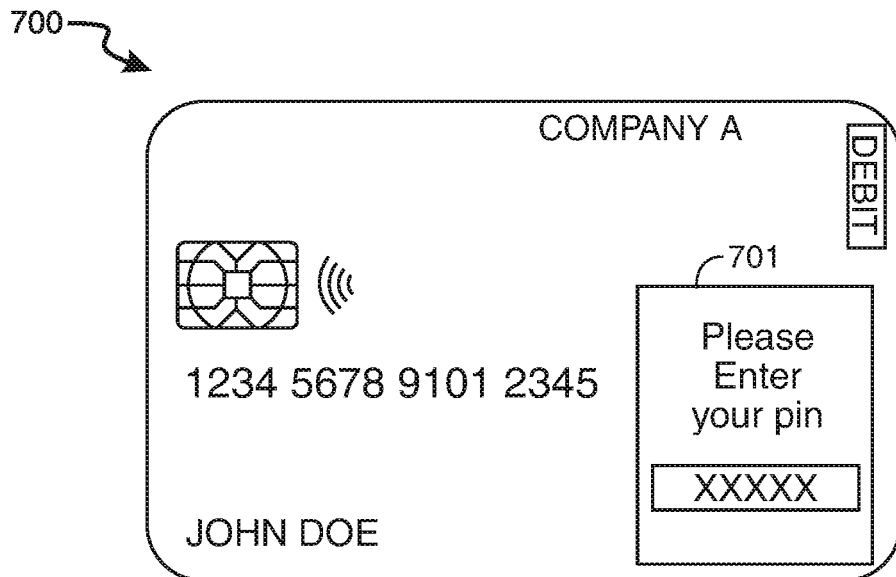 700
COMPANY A
DEBIT
701
Please
Enter
your pin
XXXXX
1234 5678 9101 2345
JOHN DOE